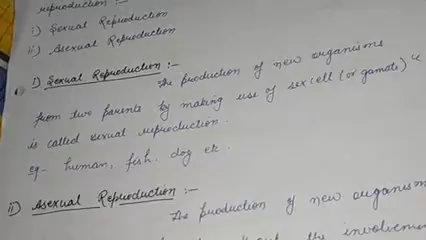 reproduction :-
i) Sexual Reproduction
ii) Asexual Reproduction
i) Sexual Reproduction :-
the production of new organisms
from two parents by making use of sex cell (or gamete)
is called sexual reproduction.
eg- human, fish, dog etc.
ii) Asexual Reproduction :-
the production of new organism
the involvemen